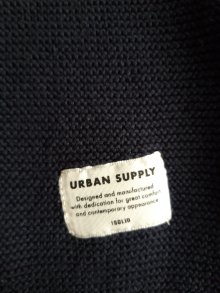 URBAN SUPPLY
Designed and manufactured
with dedication for great comfort
and contemporary appearance
!SOLID